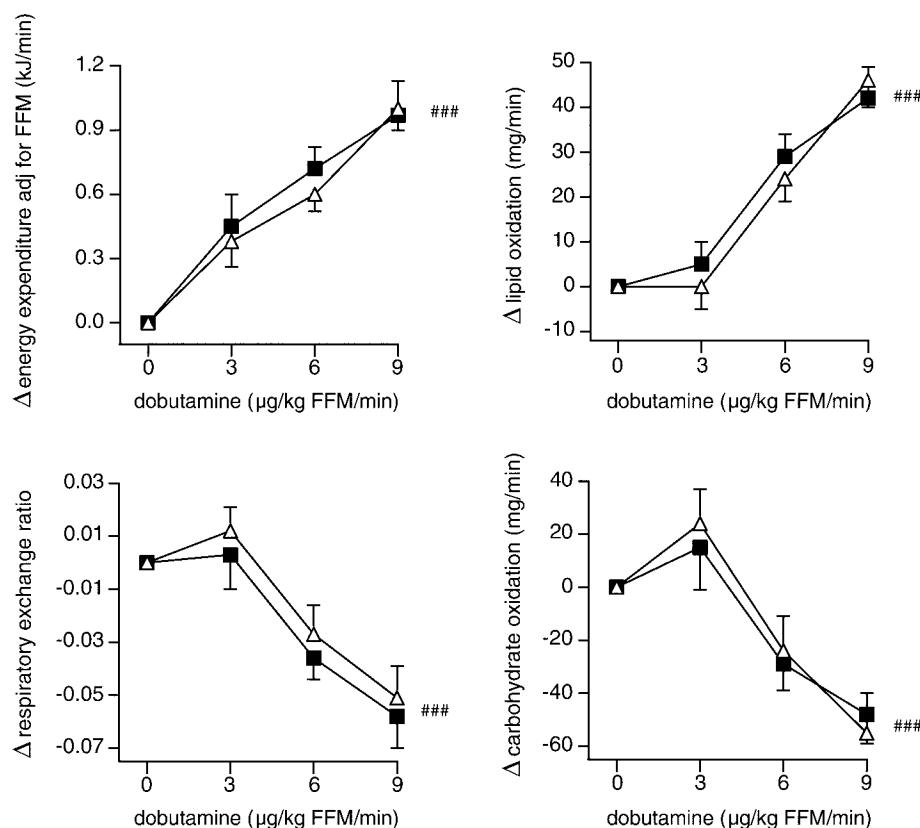 Δ energy expenditure adj for FFM (kJ/min)
1.2
0.9
0.6
0.3
0.0
###
0 3 6 9
dobutamine (µg/kg FFM/min)
Δ lipid oxidation (mg/min)
50
40
30
20
10
0
-10
###
0 3 6 9
dobutamine (µg/kg FFM/min)
Δ respiratory exchange ratio
0.03
0.01
-0.01
-0.03
-0.05
-0.07
###
0 3 6 9
dobutamine (µg/kg FFM/min)
Δ carbohydrate oxidation (mg/min)
40
20
0
-20
-40
-60
###
0 3 6 9
dobutamine (µg/kg FFM/min)